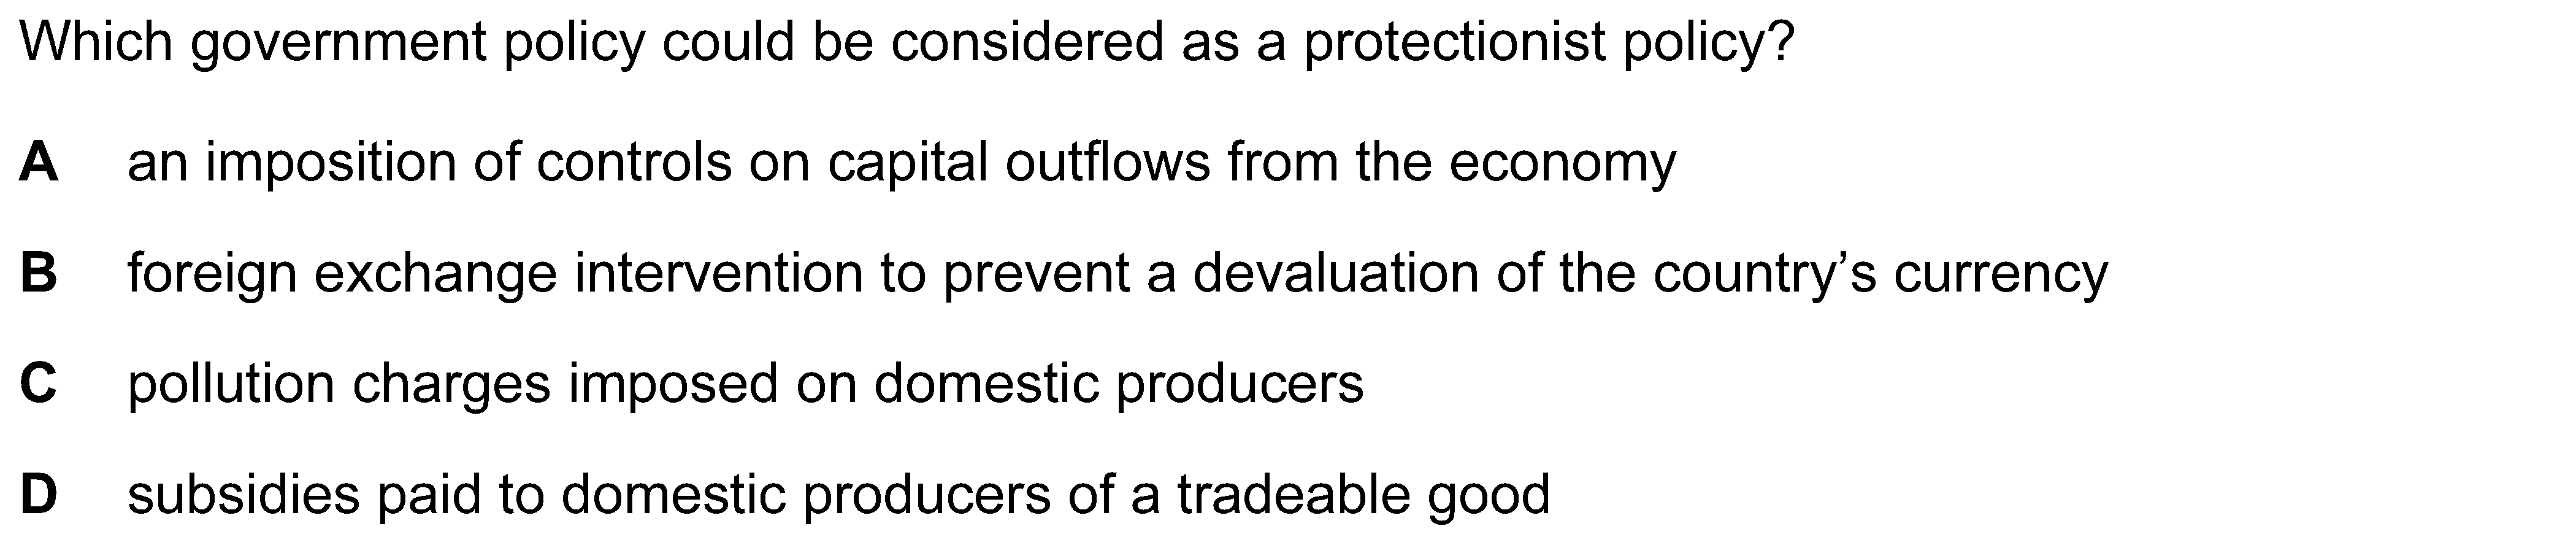 Which government policy could be considered as a protectionist policy?
A an imposition of controls on capital outflows from the economy
B foreign exchange intervention to prevent a devaluation of the country’s currency
C pollution charges imposed on domestic producers
D subsidies paid to domestic producers of a tradeable good